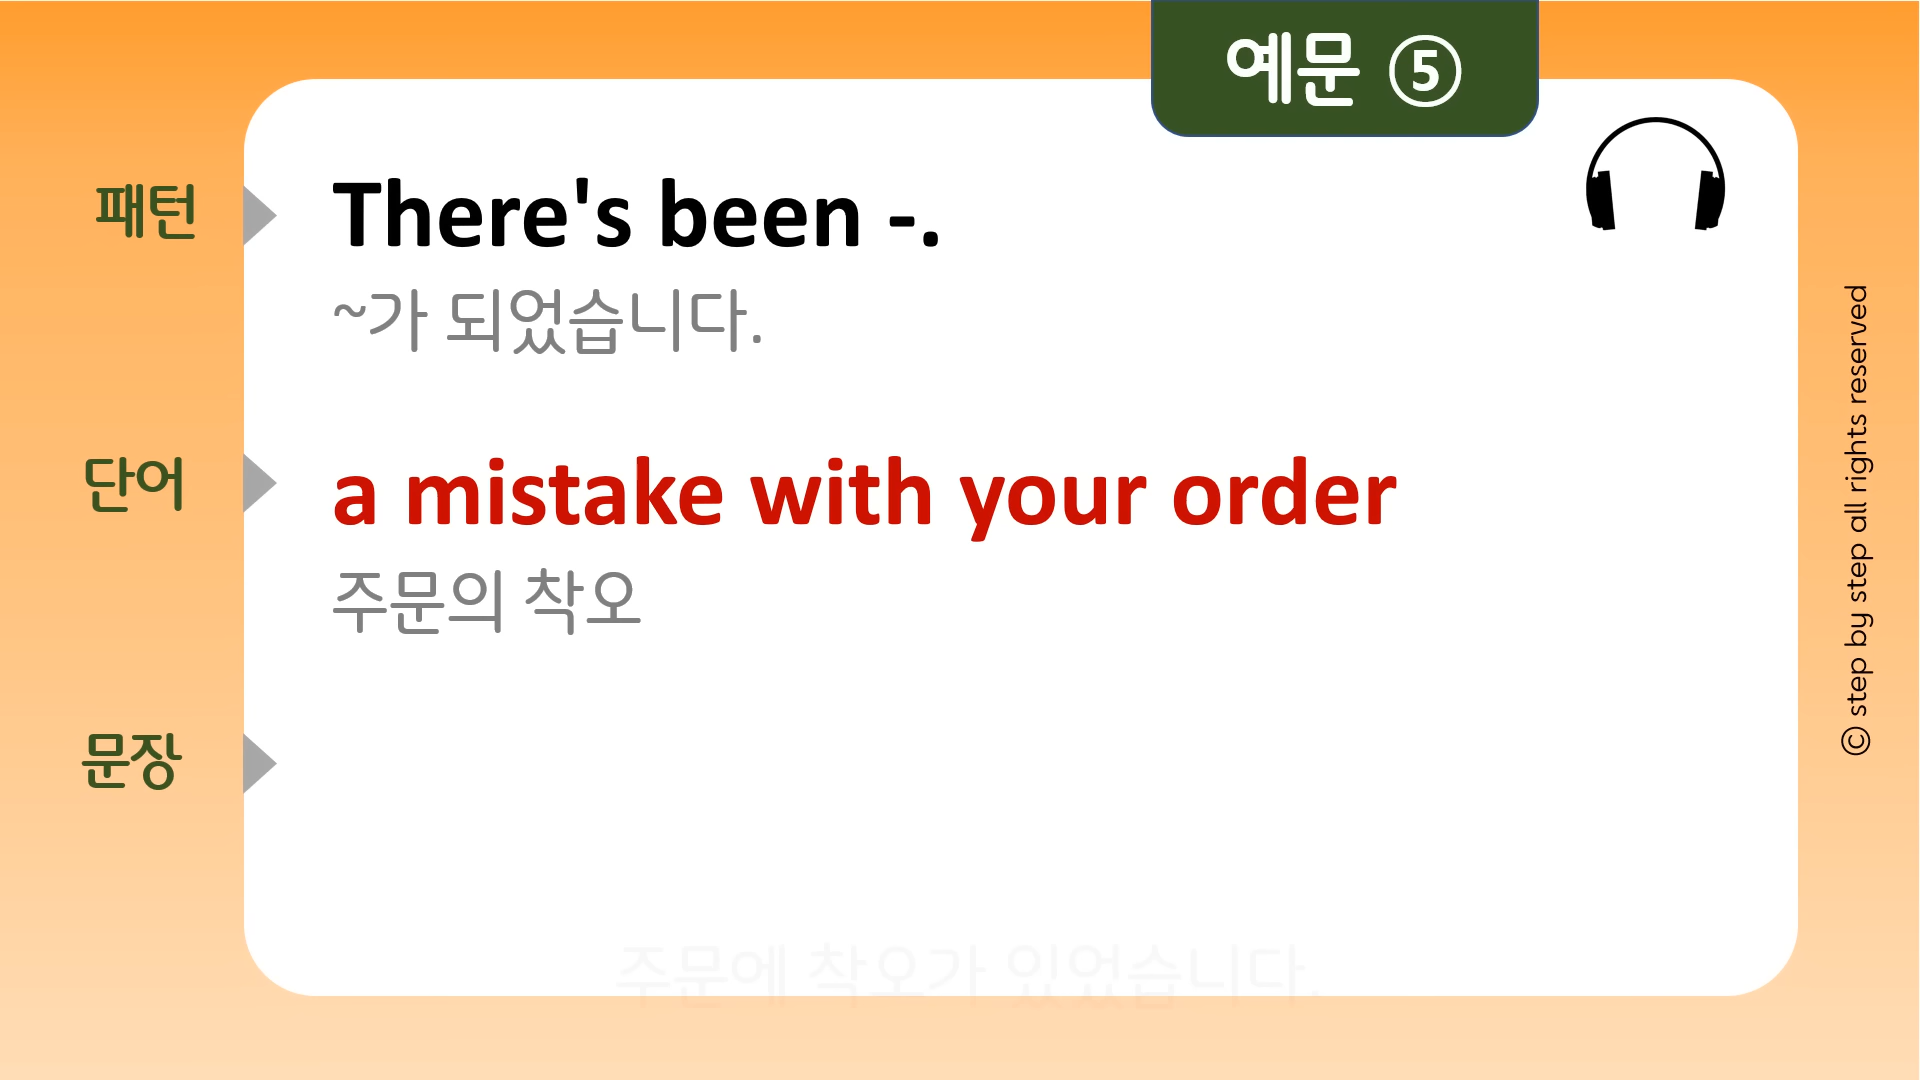 예문 ⑤
패턴
There's been -.
~가 되었습니다.
단어
a mistake with your order
주문의 착오
문장
주문에 착오가 있었습니다.
© step by step all rights reserved